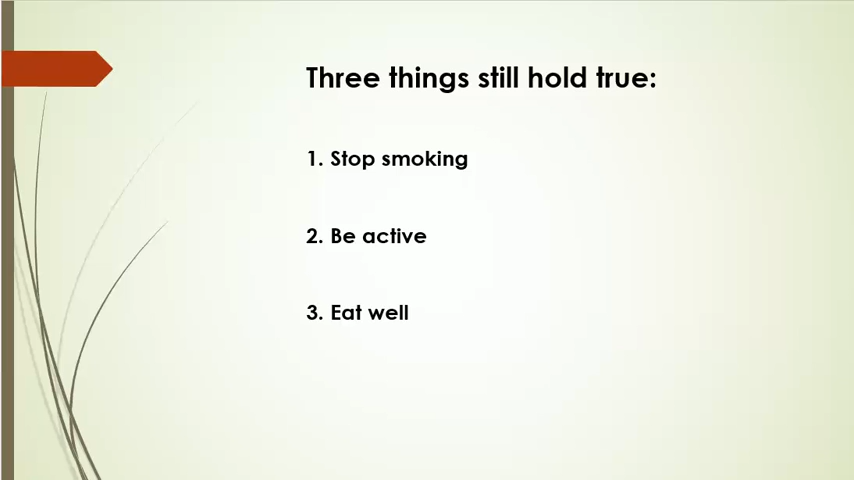 Three things still hold true:
1. Stop smoking
2. Be active
3. Eat well